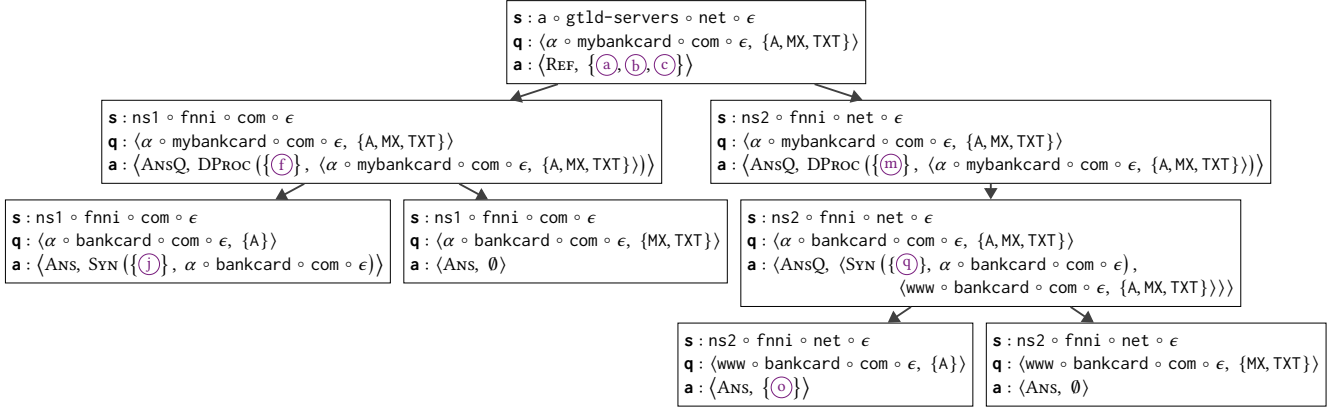 s : a ∘ gtld-servers ∘ net ∘ ϵ
q : ⟨α ∘ mybankcard ∘ com ∘ ϵ, {A, MX, TXT}⟩
a : ⟨REF, {a, b, c}⟩
s : ns1 ∘ fnni ∘ com ∘ ϵ
q : ⟨α ∘ mybankcard ∘ com ∘ ϵ, {A, MX, TXT}⟩
a : ⟨ANSQ, DPROC ({f}, ⟨α ∘ mybankcard ∘ com ∘ ϵ, {A, MX, TXT}⟩)⟩
s : ns2 ∘ fnni ∘ net ∘ ϵ
q : ⟨α ∘ mybankcard ∘ com ∘ ϵ, {A, MX, TXT}⟩
a : ⟨ANSQ, DPROC ({m}, ⟨α ∘ mybankcard ∘ com ∘ ϵ, {A, MX, TXT}⟩)⟩
s : ns1 ∘ fnni ∘ com ∘ ϵ
q : ⟨α ∘ bankcard ∘ com ∘ ϵ, {A}⟩
a : ⟨ANS, SYN ({j}, α ∘ bankcard ∘ com ∘ ϵ)⟩
s : ns1 ∘ fnni ∘ com ∘ ϵ
q : ⟨α ∘ bankcard ∘ com ∘ ϵ, {MX, TXT}⟩
a : ⟨ANS, ∅⟩
s : ns2 ∘ fnni ∘ net ∘ ϵ
q : ⟨α ∘ bankcard ∘ com ∘ ϵ, {A, MX, TXT}⟩
a : ⟨ANSQ, ⟨SYN ({q}, α ∘ bankcard ∘ com ∘ ϵ),
⟨www ∘ bankcard ∘ com ∘ ϵ, {A, MX, TXT}⟩⟩⟩
s : ns2 ∘ fnni ∘ net ∘ ϵ
q : ⟨www ∘ bankcard ∘ com ∘ ϵ, {A}⟩
a : ⟨ANS, {o}⟩
s : ns2 ∘ fnni ∘ net ∘ ϵ
q : ⟨www ∘ bankcard ∘ com ∘ ϵ, {MX, TXT}⟩
a : ⟨ANS, ∅⟩